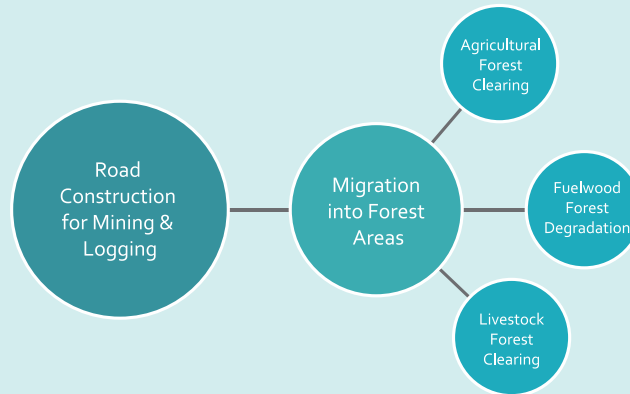 Road
Construction
for Mining &
Logging
Migration
into Forest
Areas
Agricultural
Forest
Clearing
Fuelwood
Forest
Degradation
Livestock
Forest
Clearing